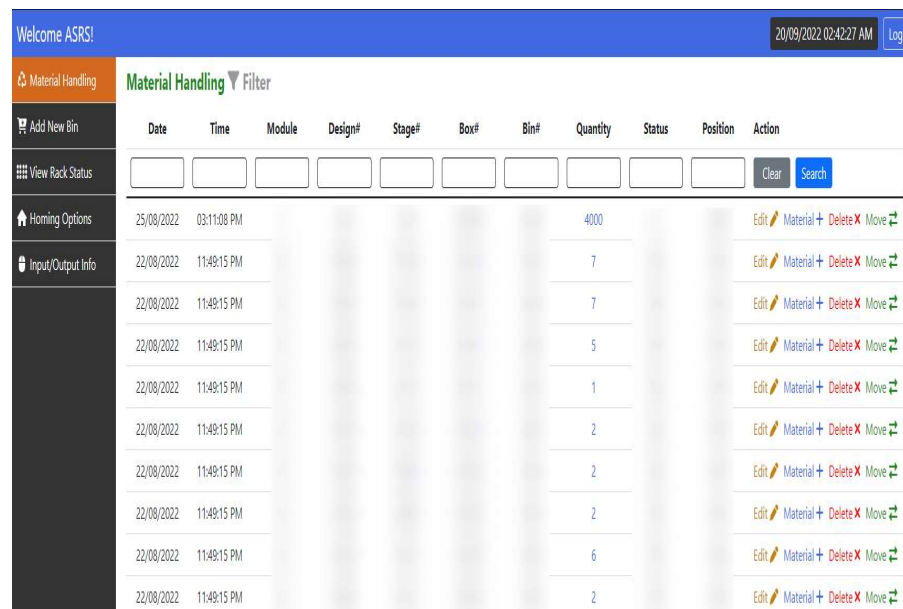 Welcome ASRS! 20/09/2022 02:42:27 AM Log
Material Handling
Add New Bin
View Rack Status
Homing Options
Input/Output Info
Material Handling Filter
Date Time Module Design# Stage# Box# Bin# Quantity Status Position Action
Clear Search
25/08/2022 03:11:08 PM 4000 Edit Material + Delete X Move
22/08/2022 11:49:15 PM 7 Edit Material + Delete X Move
22/08/2022 11:49:15 PM 7 Edit Material + Delete X Move
22/08/2022 11:49:15 PM 5 Edit Material + Delete X Move
22/08/2022 11:49:15 PM 1 Edit Material + Delete X Move
22/08/2022 11:49:15 PM 2 Edit Material + Delete X Move
22/08/2022 11:49:15 PM 2 Edit Material + Delete X Move
22/08/2022 11:49:15 PM 2 Edit Material + Delete X Move
22/08/2022 11:49:15 PM 6 Edit Material + Delete X Move
22/08/2022 11:49:15 PM 2 Edit Material + Delete X Move